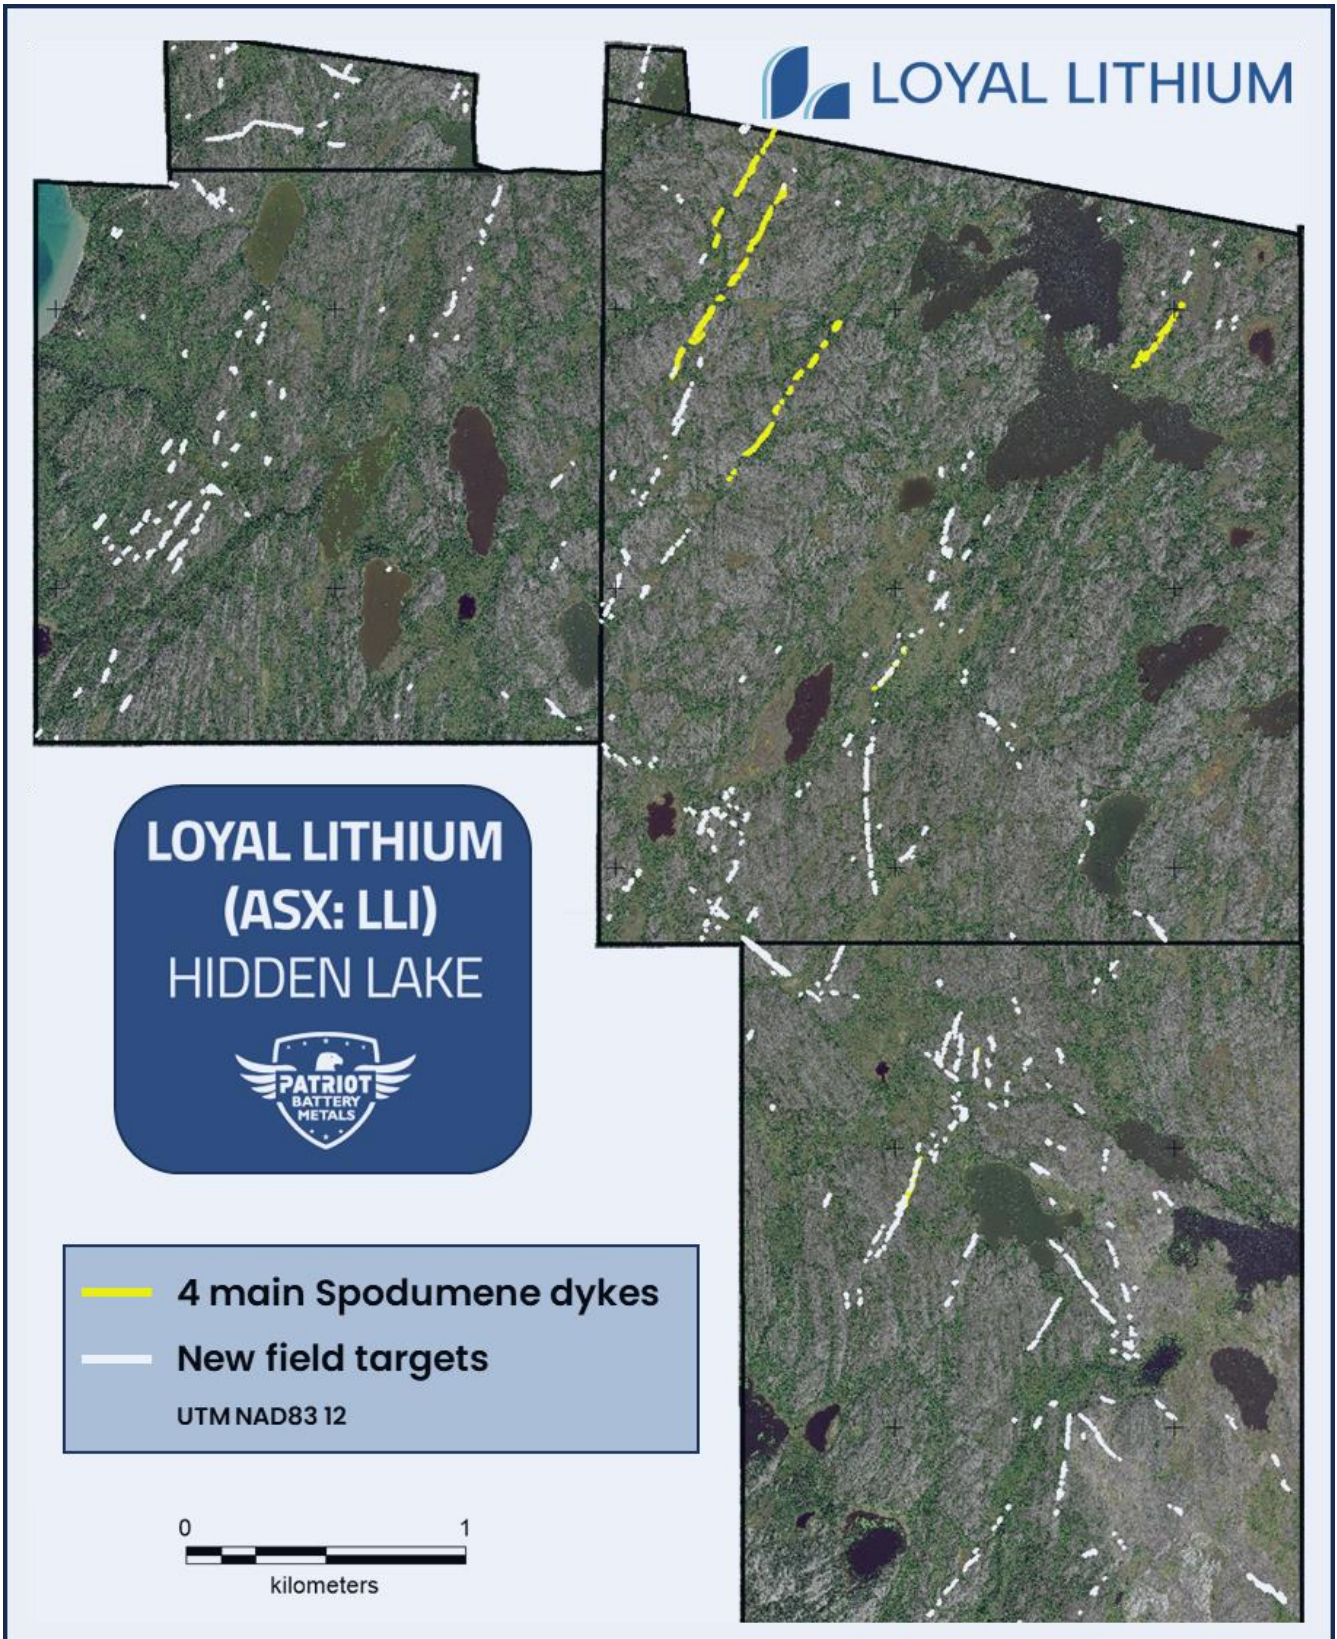 LOYAL LITHIUM
LOYAL LITHIUM
(ASX: LLI)
HIDDEN LAKE
PATRIOT
BATTERY
METALS
4 main Spodumene dykes
New field targets
UTM NAD83 12
0 1
kilometers